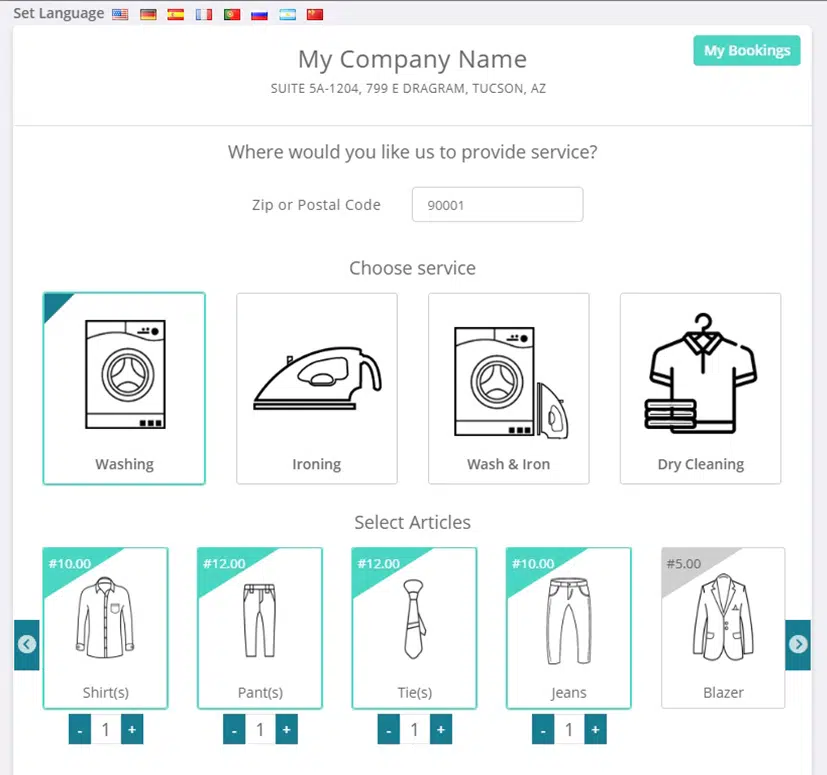 Set Language
My Bookings
My Company Name
SUITE 5A-1204, 799 E DRAGRAM, TUCSON, AZ
Where would you like us to provide service?
Zip or Postal Code 90001
Choose service
Washing Ironing Wash & Iron Dry Cleaning
Select Articles
#10.00 #12.00 #12.00 #10.00 #5.00
Shirt(s) Pant(s) Tie(s) Jeans Blazer
- 1 + - 1 + - 1 + - 1 +